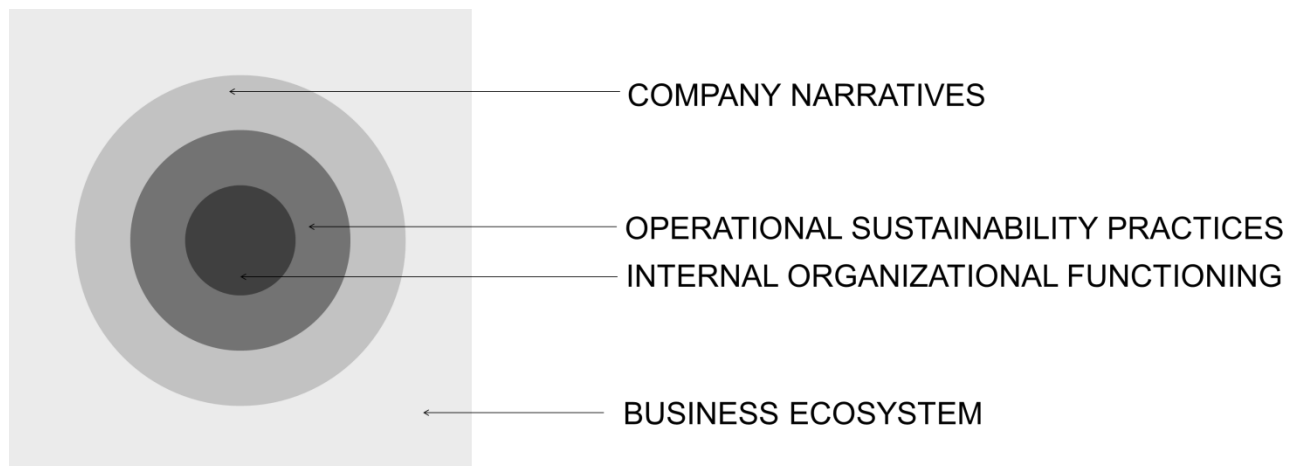 COMPANY NARRATIVES
OPERATIONAL SUSTAINABILITY PRACTICES
INTERNAL ORGANIZATIONAL FUNCTIONING
BUSINESS ECOSYSTEM